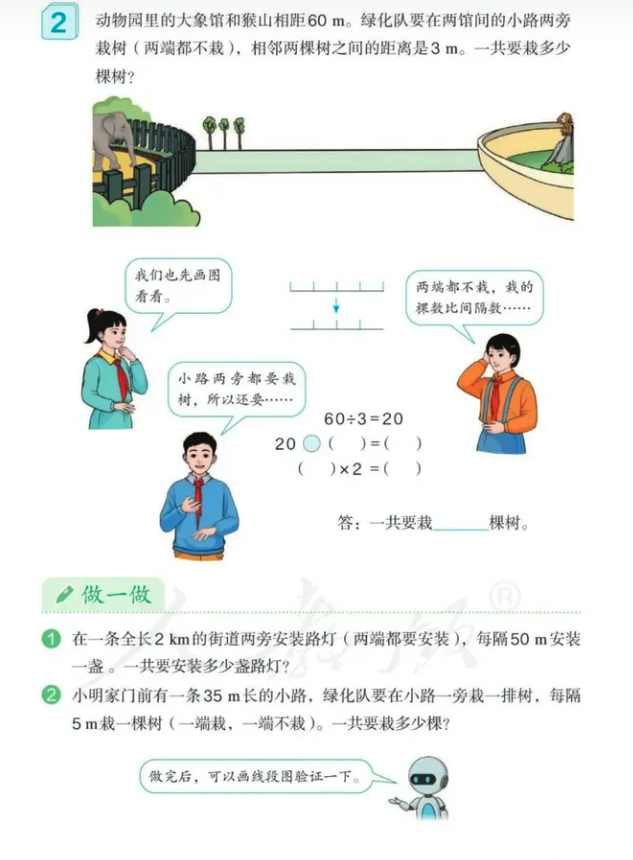 2
动物园里的大象馆和猴山相距60 m。绿化队要在两馆间的小路两旁
栽树（两端都不栽），相邻两棵树之间的距离是3 m。一共要栽多少
棵树？
我们也先画图
看看。
两端都不栽，栽的
棵数比间隔数……
小路两旁都要栽
树，所以还要……
60÷3=20
20 ○ (    )=(    )
(    )×2 =(    )
答：一共要栽______棵树。
做一做
人教版®
1 在一条全长2 km的街道两旁安装路灯（两端都要安装），每隔50 m安装
一盏。一共要安装多少盏路灯？
2 小明家门前有一条35 m长的小路，绿化队要在小路一旁栽一排树，每隔
5 m栽一棵树（一端栽，一端不栽）。一共要栽多少棵？
做完后，可以画线段图验证一下。